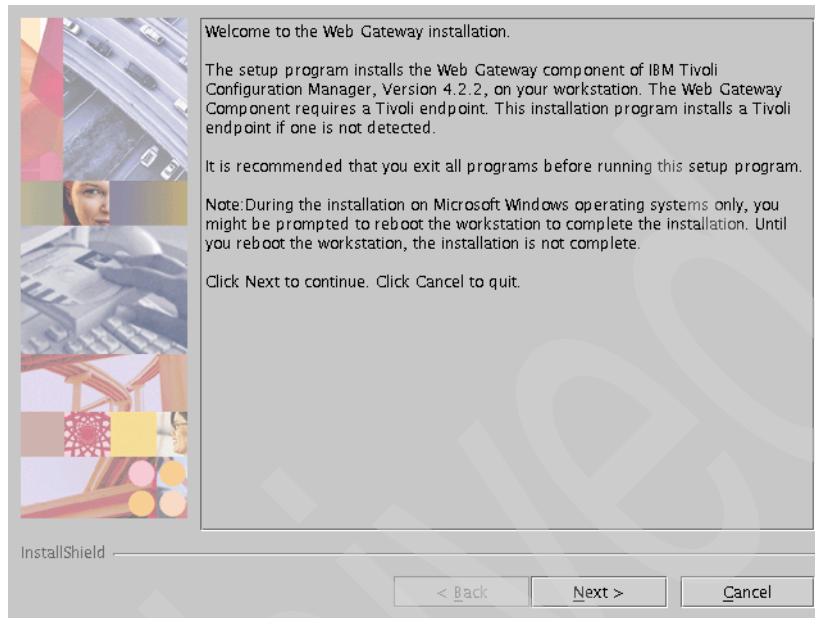 Welcome to the Web Gateway installation.
The setup program installs the Web Gateway component of IBM Tivoli
Configuration Manager, Version 4.2.2, on your workstation. The Web Gateway
Component requires a Tivoli endpoint. This installation program installs a Tivoli
endpoint if one is not detected.
It is recommended that you exit all programs before running this setup program.
Note:During the installation on Microsoft Windows operating systems only, you
might be prompted to reboot the workstation to complete the installation. Until
you reboot the workstation, the installation is not complete.
Click Next to continue. Click Cancel to quit.
InstallShield
< Back
Next >
Cancel